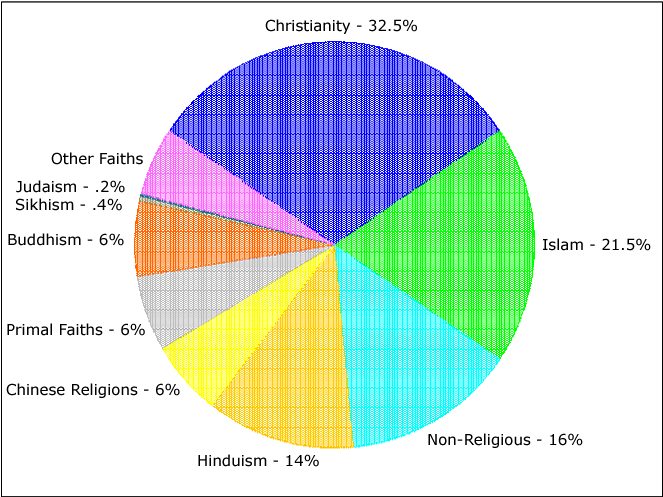 Christianity - 32.5%
Other Faiths
Judaism - .2%
Sikhism - .4%
Buddhism - 6%
Islam - 21.5%
Primal Faiths - 6%
Chinese Religions - 6%
Non-Religious - 16%
Hinduism - 14%